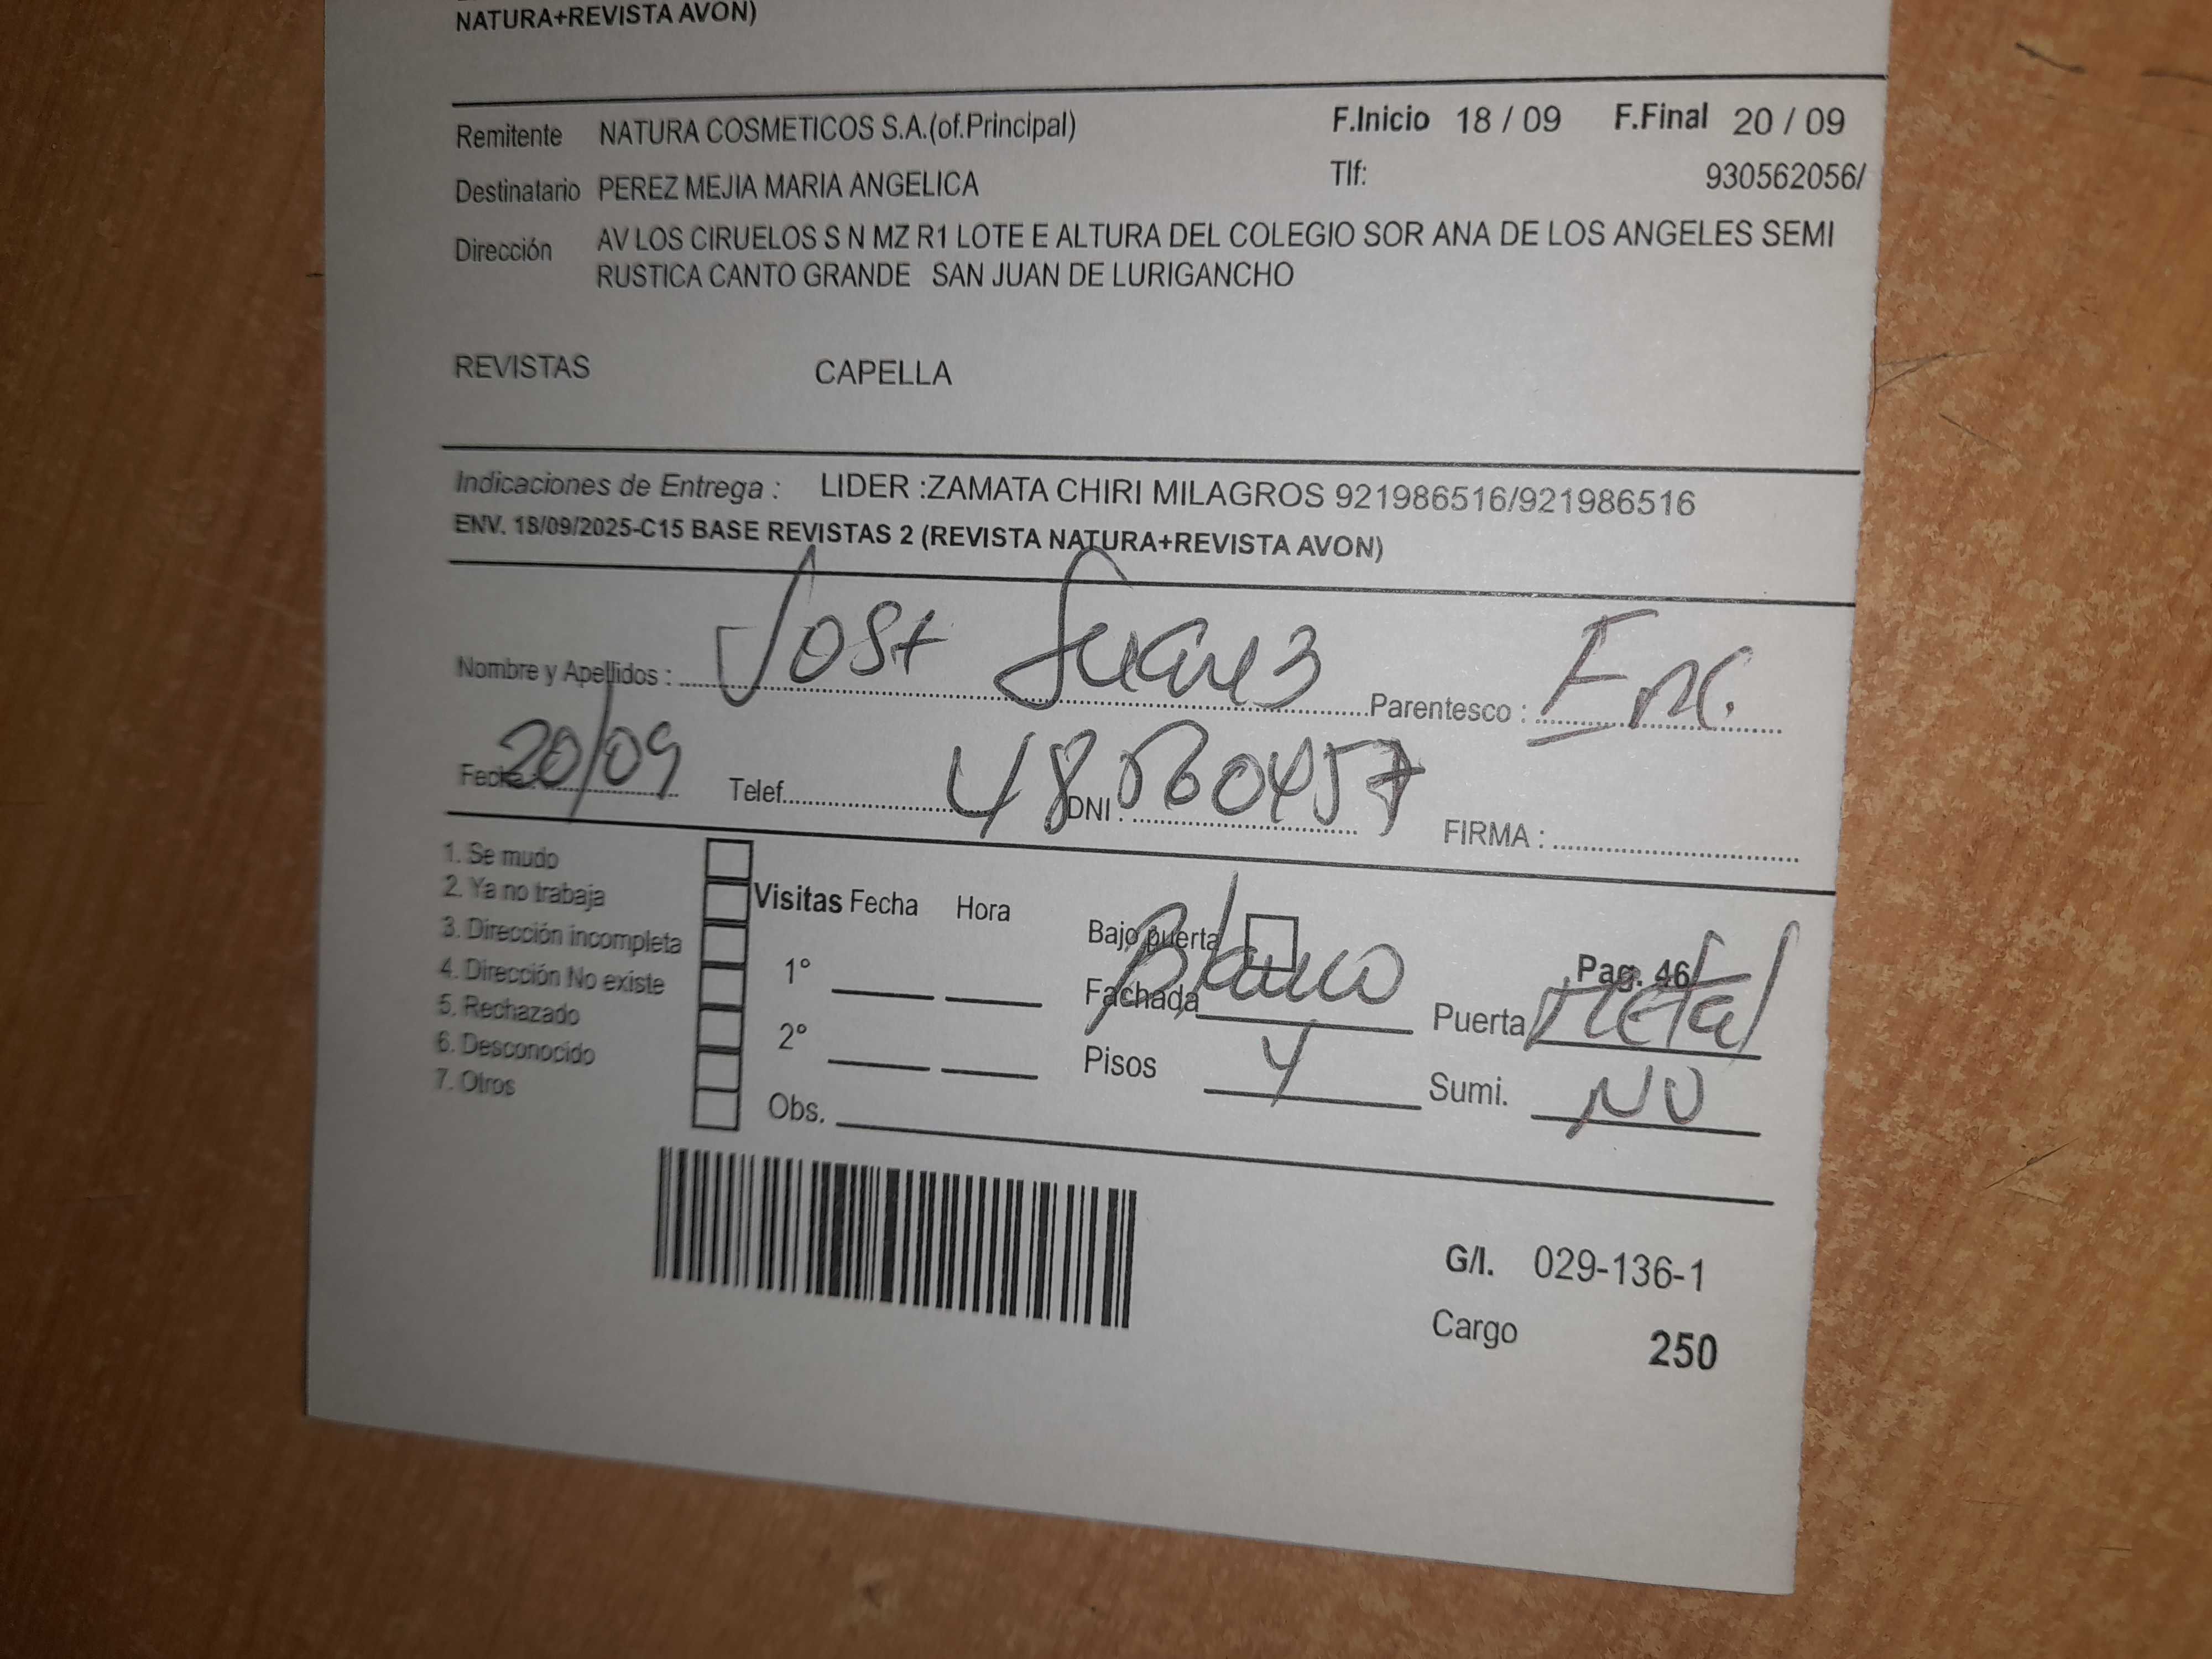 NATURA+REVISTA AVON)
Remitente NATURA COSMETICOS S.A.(of.Principal) F.Inicio 18 / 09 F.Final 20 / 09
Destinatario PEREZ MEJIA MARIA ANGELICA Tlf: 930562056/
Dirección AV LOS CIRUELOS S N MZ R1 LOTE E ALTURA DEL COLEGIO SOR ANA DE LOS ANGELES SEMI
RUSTICA CANTO GRANDE SAN JUAN DE LURIGANCHO
REVISTAS CAPELLA
Indicaciones de Entrega : LIDER :ZAMATA CHIRI MILAGROS 921986516/921986516
ENV. 18/09/2025-C15 BASE REVISTAS 2 (REVISTA NATURA+REVISTA AVON)
Nombre y Apellidos : Parentesco : Enc.
Fecha : 20/09 Telef. DNI : FIRMA :
1. Se mudo
2. Ya no trabaja
3. Dirección incompleta
4. Dirección No existe
5. Rechazado
6. Desconocido
7. Otros
Visitas Fecha Hora
1°
2°
Obs.
Bajo puerta
Fachada blanco Puerta Metal
Pag. 46
Pisos 4 Sumi. NO
G/I. 029-136-1
Cargo 250